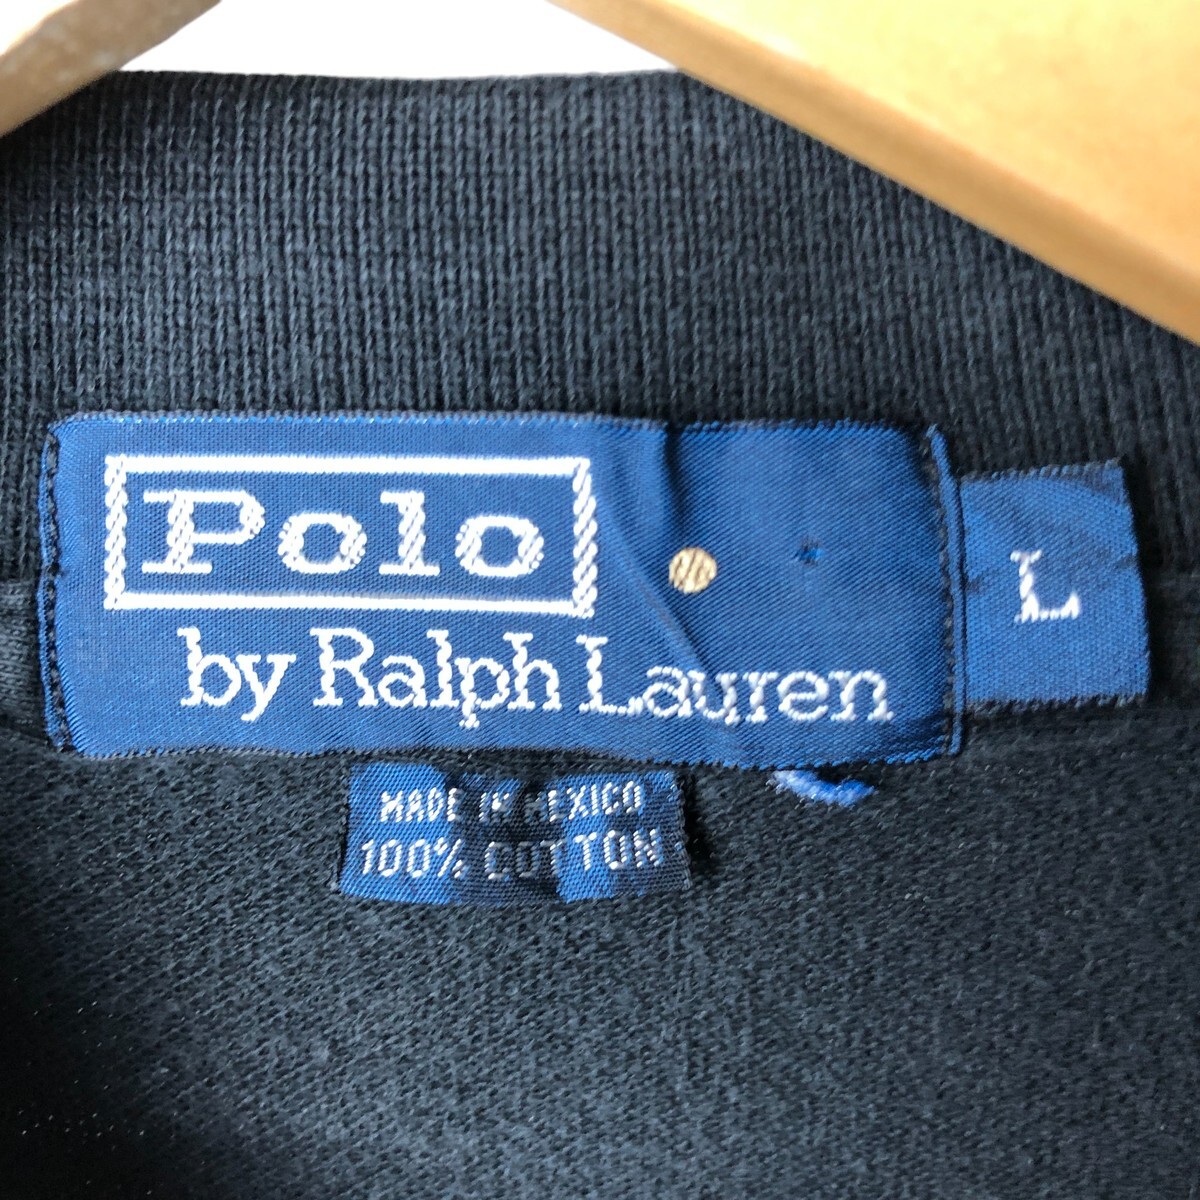 Polo
by Ralph Lauren
L
MADE IN MEXICO
100% COTTON